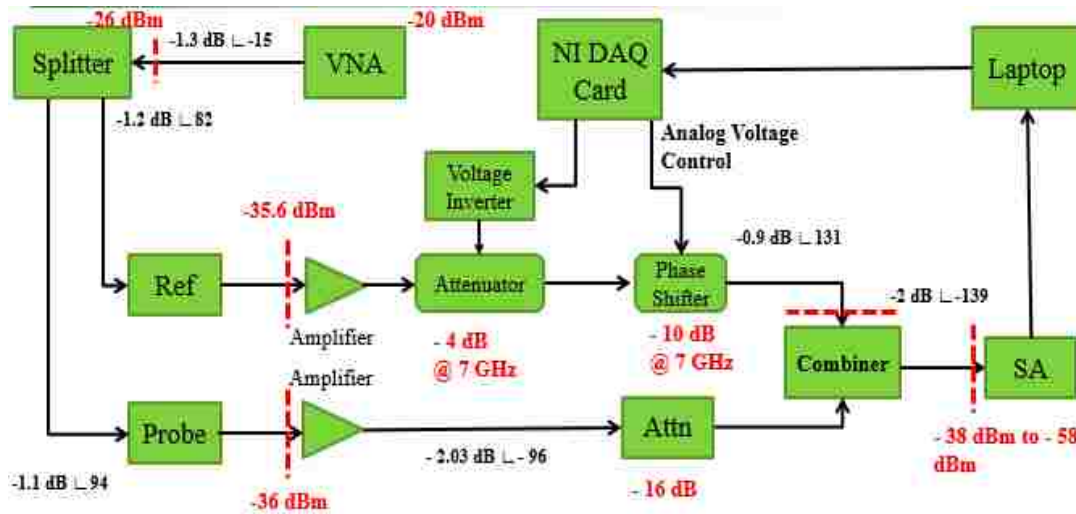 -26 dBm
-20 dBm
-1.3 dB ∟-15
Splitter
VNA
NI DAQ
Card
Laptop
-1.2 dB ∟82
Analog Voltage
Control
Voltage
Inverter
-35.6 dBm
-0.9 dB ∟131
Ref
Attenuator
Phase
Shifter
-2 dB ∟-139
Amplifier
- 4 dB
@ 7 GHz
- 10 dB
@ 7 GHz
Combiner
SA
Amplifier
Probe
Attn
- 2.03 dB ∟- 96
- 38 dBm to - 58
dBm
-1.1 dB ∟94
-36 dBm
- 16 dB